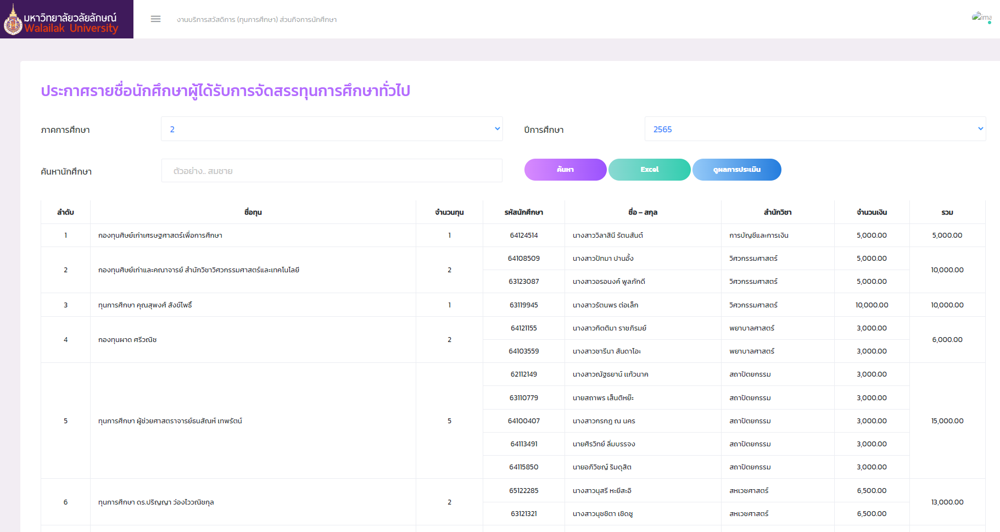 มหาวิทยาลัยวลัยลักษณ์
Walailak University
งานบริการสวัสดิการ (ทุนการศึกษา) ส่วนกิจการนักศึกษา
ima
ประกาศรายชื่อนักศึกษาผู้ได้รับการจัดสรรทุนการศึกษาทั่วไป
ภาคการศึกษา 2 ปีการศึกษา 2565
ค้นหานักศึกษา ตัวอย่าง.. สมชาย ค้นหา Excel ดูผลการประเมิน
ลำดับ ชื่อทุน จำนวนทุน รหัสนักศึกษา ชื่อ – สกุล สำนักวิชา จำนวนเงิน รวม
1 กองทุนศิษย์เก่าเศรษฐศาสตร์เพื่อการศึกษา 1 64124514 นางสาววิลาสินี รัตนสันต์ การบัญชีและการเงิน 5,000.00 5,000.00
2 กองทุนศิษย์เก่าและคณาจารย์ สำนักวิชาวิศวกรรมศาสตร์และเทคโนโลยี 2 64108509 นางสาวปัทมา ปานอั้ง วิศวกรรมศาสตร์ 5,000.00 10,000.00
63123087 นางสาวอรอนงค์ พูลภักดี วิศวกรรมศาสตร์ 5,000.00
3 ทุนการศึกษา คุณสุพงศ์ สังข์โพธิ์ 1 63119945 นางสาวรัตนพร ต่อเล็ก วิศวกรรมศาสตร์ 10,000.00 10,000.00
4 กองทุนผาด ศรีวณิช 2 64121155 นางสาวกิตติมา ราชภิรมย์ พยาบาลศาสตร์ 3,000.00 6,000.00
64103559 นางสาวซารีนา สันดาโอะ พยาบาลศาสตร์ 3,000.00
5 ทุนการศึกษา ผู้ช่วยศาสตราจารย์ธนสัณห์ เทพรัตน์ 5 62112149 นางสาวณัฐธยาน์ แก้วนาค สถาปัตยกรรม 3,000.00 15,000.00
63110779 นายสถาพร เส็นติหย๊ะ สถาปัตยกรรม 3,000.00
64100407 นางสาวกรกฎ ณ นคร สถาปัตยกรรม 3,000.00
64113491 นายศิรวิทย์ ลิ่มบรรจง สถาปัตยกรรม 3,000.00
64115850 นายอภิวิชญ์ ริมดุสิต สถาปัตยกรรม 3,000.00
6 ทุนการศึกษา ดร.ปริญญา ว่องไววณิชกุล 2 65122285 นางสาวนุสรี หะยีสะอิ สหเวชศาสตร์ 6,500.00 13,000.00
63121321 นางสาวนุชชิตา เชิดชู สหเวชศาสตร์ 6,500.00